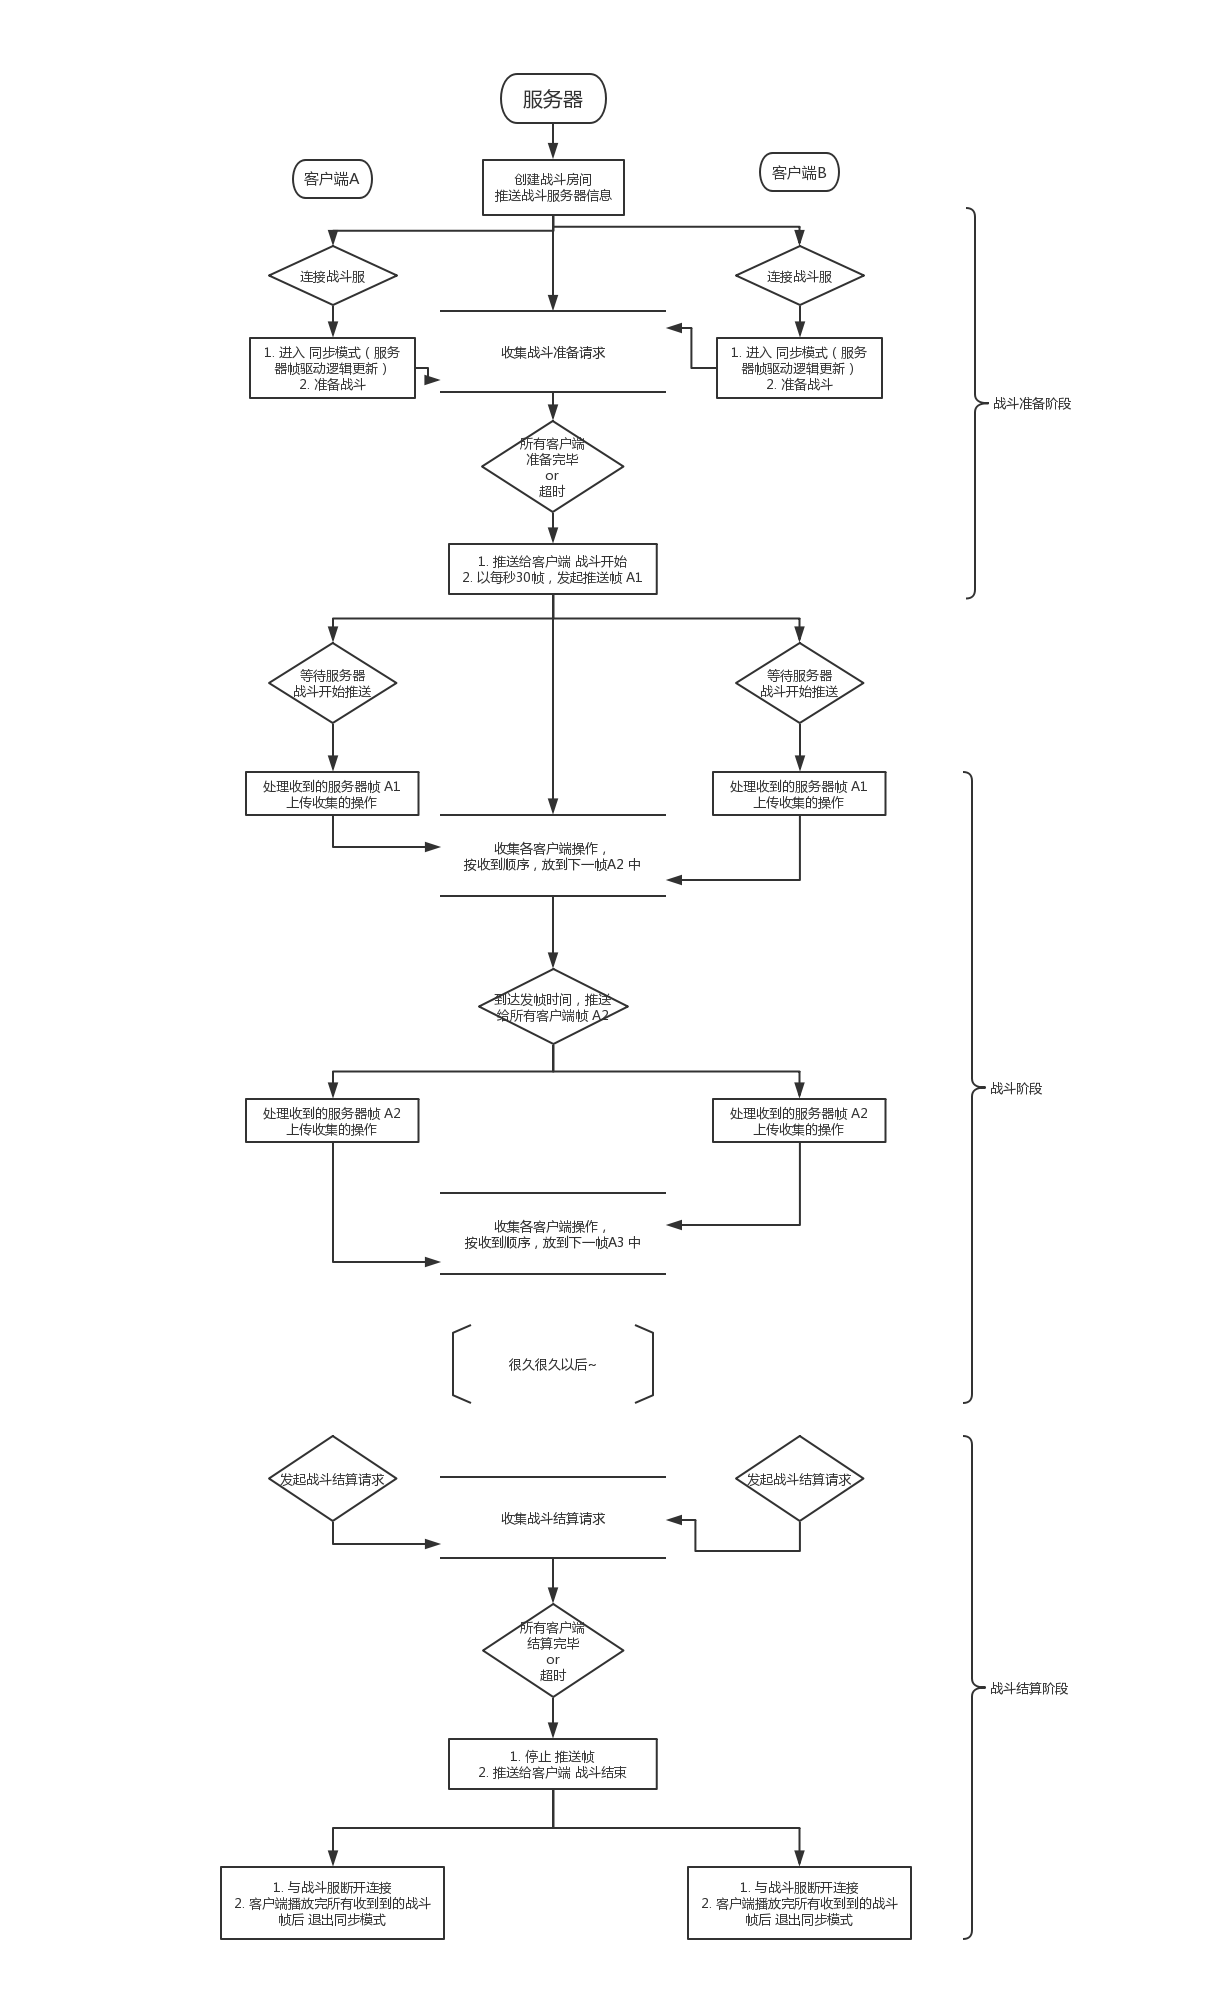 服务器
客户端A
创建战斗房间
推送战斗服务器信息
客户端B
连接战斗服
连接战斗服
1. 进入 同步模式（服务
器帧驱动逻辑更新）
2. 准备战斗
收集战斗准备请求
1. 进入 同步模式（服务
器帧驱动逻辑更新）
2. 准备战斗
战斗准备阶段
所有客户端
准备完毕
or
超时
1. 推送给客户端 战斗开始
2. 以每秒30帧，发起推送帧 A1
等待服务器
战斗开始推送
等待服务器
战斗开始推送
处理收到的服务器帧 A1
上传收集的操作
处理收到的服务器帧 A1
上传收集的操作
收集各客户端操作，
按收到顺序，放到下一帧A2 中
到达发帧时间，推送
给所有客户端帧 A2
战斗阶段
处理收到的服务器帧 A2
上传收集的操作
处理收到的服务器帧 A2
上传收集的操作
收集各客户端操作，
按收到顺序，放到下一帧A3 中
很久很久以后~
发起战斗结算请求
发起战斗结算请求
收集战斗结算请求
所有客户端
结算完毕
or
超时
战斗结算阶段
1. 停止 推送帧
2. 推送给客户端 战斗结束
1. 与战斗服断开连接
2. 客户端播放完所有收到到的战斗
帧后 退出同步模式
1. 与战斗服断开连接
2. 客户端播放完所有收到到的战斗
帧后 退出同步模式